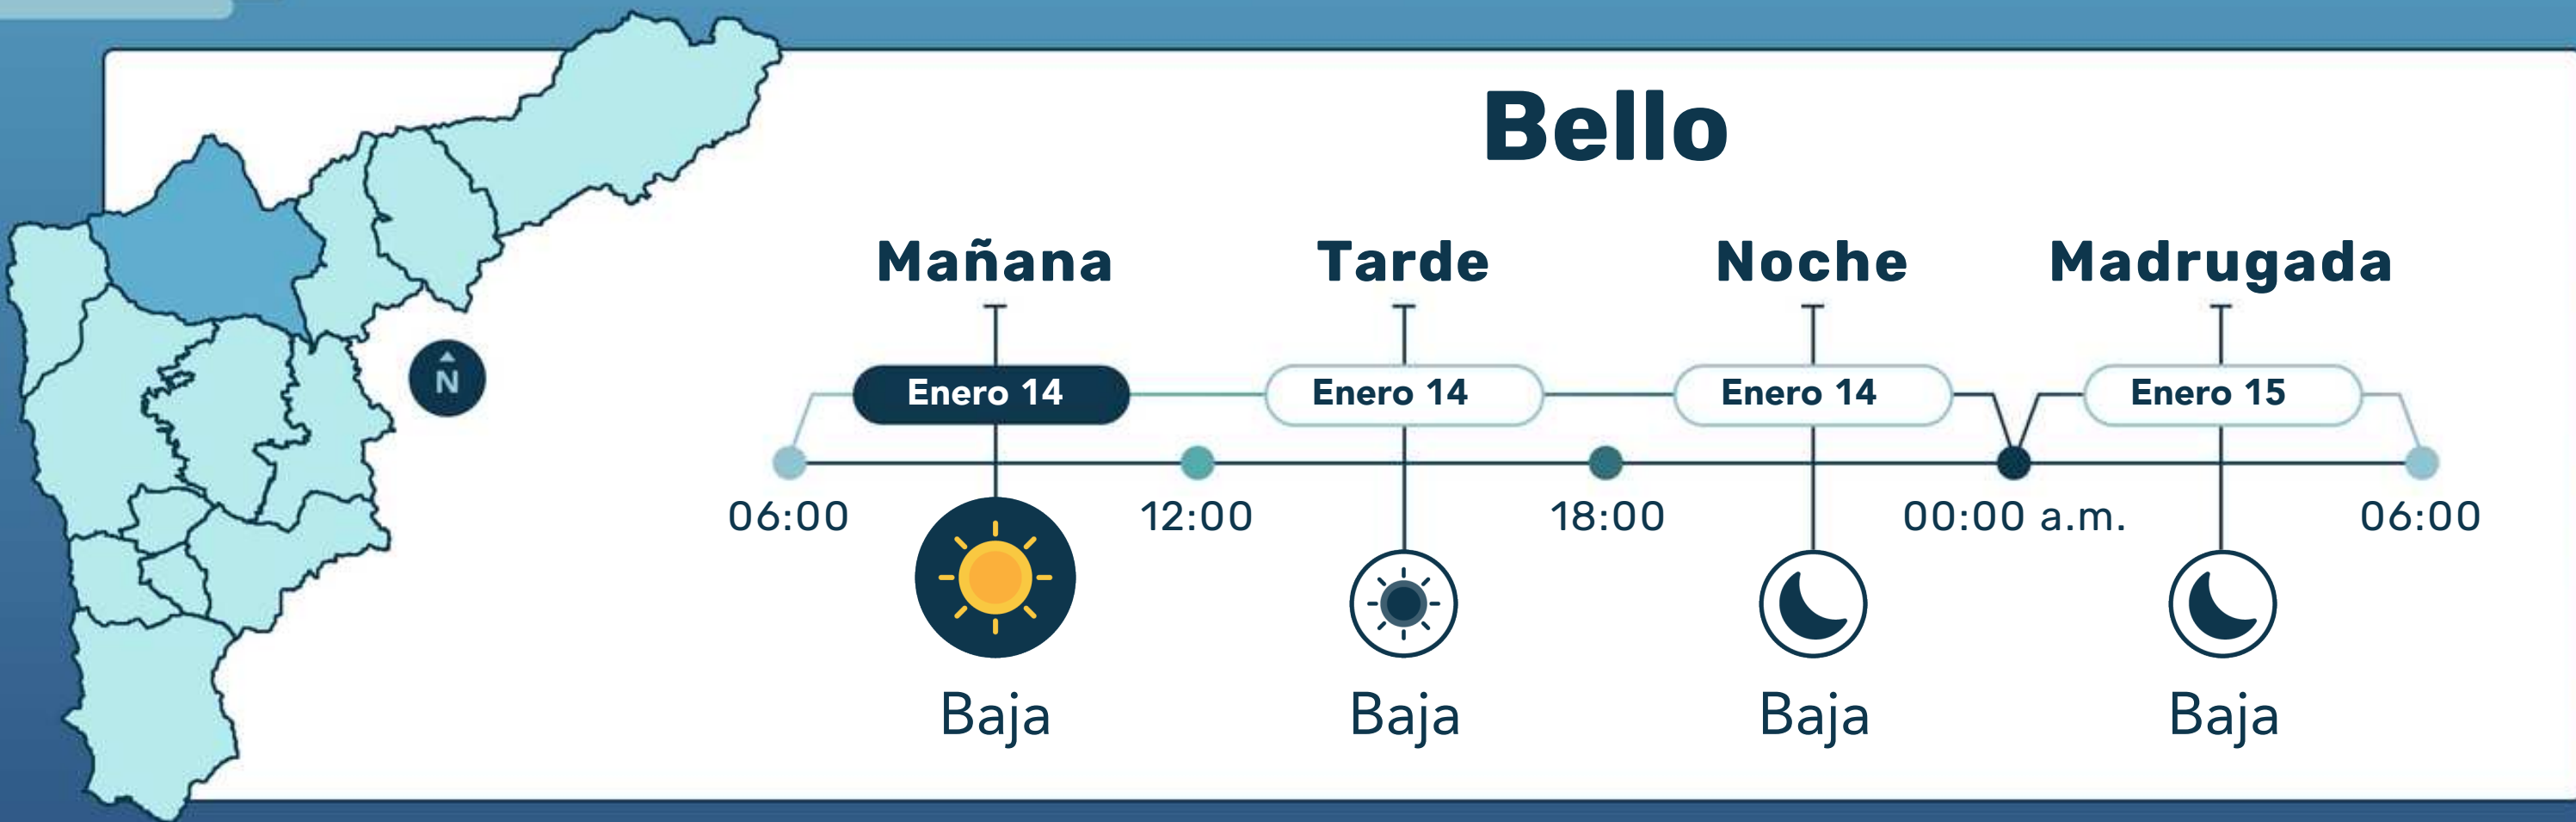 Bello
Mañana Tarde Noche Madrugada
Enero 14 Enero 14 Enero 14 Enero 15
N
06:00 12:00 18:00 00:00 a.m. 06:00
Baja Baja Baja Baja